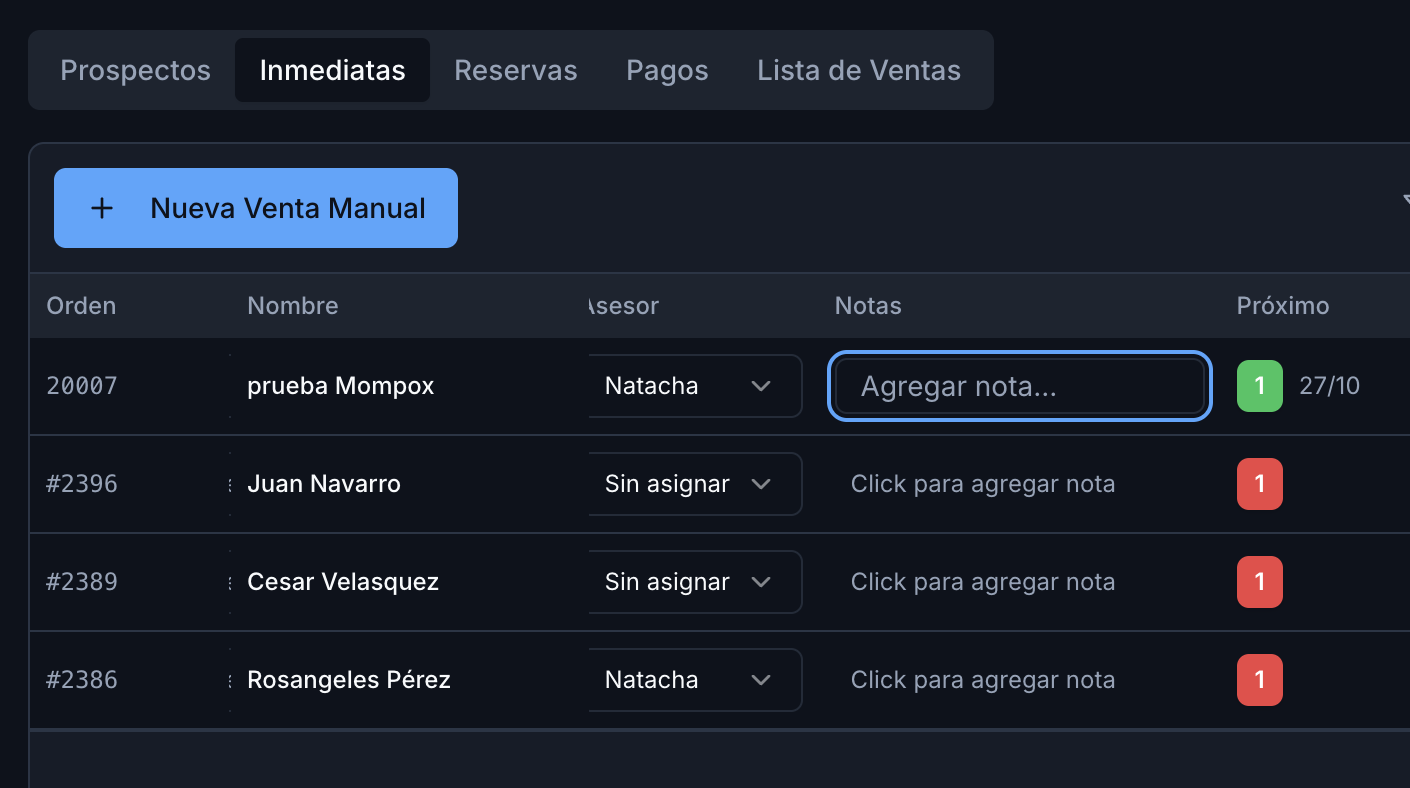 Prospectos Inmediatas Reservas Pagos Lista de Ventas
+ Nueva Venta Manual
Orden Nombre Asesor Notas Próximo
20007 prueba Mompox Natacha Agregar nota... 1 27/10
#2396 Juan Navarro Sin asignar Click para agregar nota 1
#2389 Cesar Velasquez Sin asignar Click para agregar nota 1
#2386 Rosangeles Pérez Natacha Click para agregar nota 1